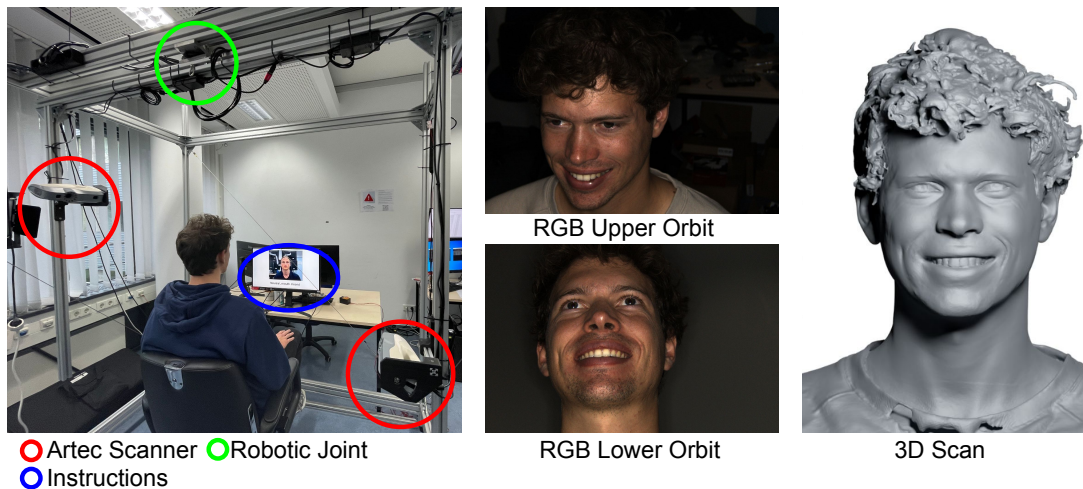 RGB Upper Orbit
RGB Lower Orbit
3D Scan
Artec Scanner
Robotic Joint
Instructions